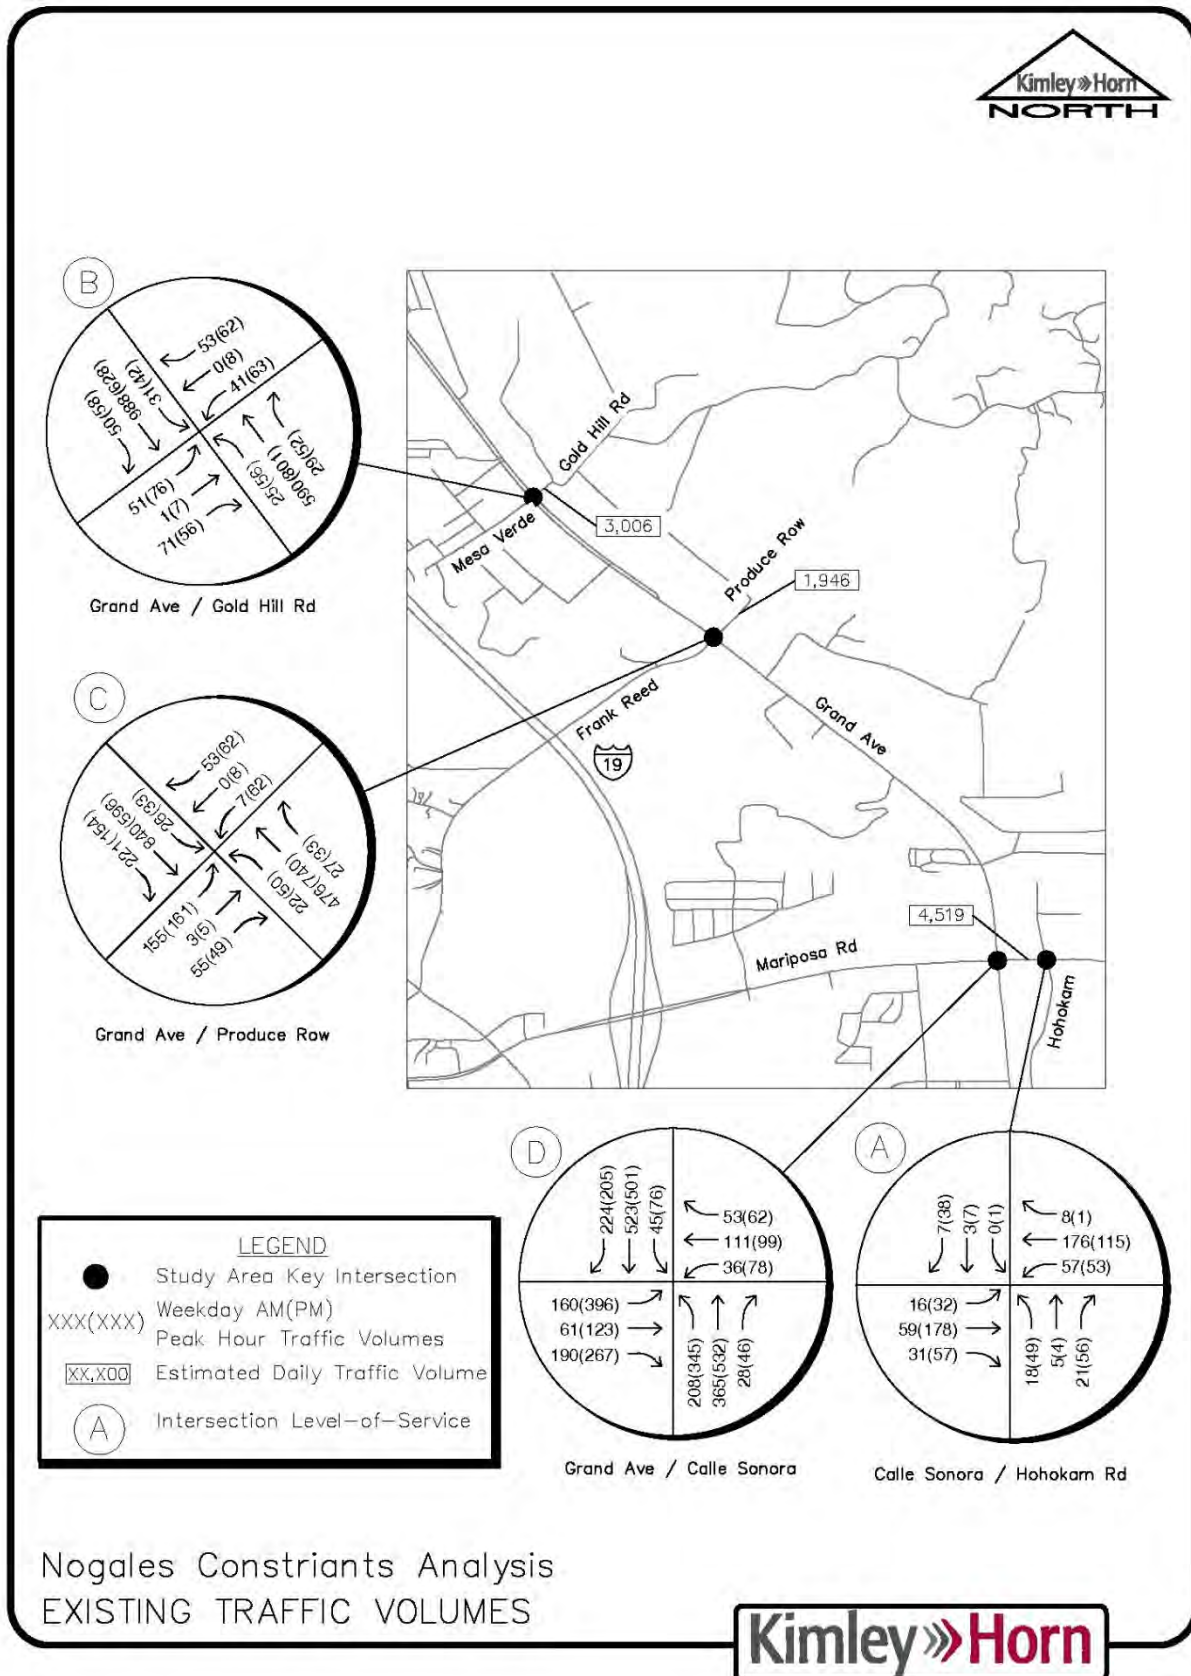 Kimley»Horn
NORTH
B
53(62)
0(8)
41(63)
31(42)
988(628)
50(58)
51(76)
1(7)
71(56)
25(56)
590(801)
29(52)
Grand Ave / Gold Hill Rd
Gold Hill Rd
3,006
Mesa Verde
Produce Row
1,946
C
53(62)
0(8)
7(62)
26(33)
840(596)
221(154)
155(161)
3(5)
55(49)
22(50)
476(740)
27(33)
Grand Ave / Produce Row
Frank Reed
19
Grand Ave
4,519
Mariposa Rd
Hohokam
D
224(205)
523(501)
45(76)
53(62)
111(99)
36(78)
160(396)
61(123)
190(267)
208(345)
365(532)
28(46)
Grand Ave / Calle Sonora
A
7(38)
3(7)
0(1)
8(1)
176(115)
57(53)
16(32)
59(178)
31(57)
18(49)
5(4)
21(56)
Calle Sonora / Hohokam Rd
LEGEND
Study Area Key Intersection
XXX(XXX) Weekday AM(PM)
Peak Hour Traffic Volumes
XX,X00 Estimated Daily Traffic Volume
A Intersection Level-of-Service
Nogales Constriants Analysis
EXISTING TRAFFIC VOLUMES
Kimley»Horn